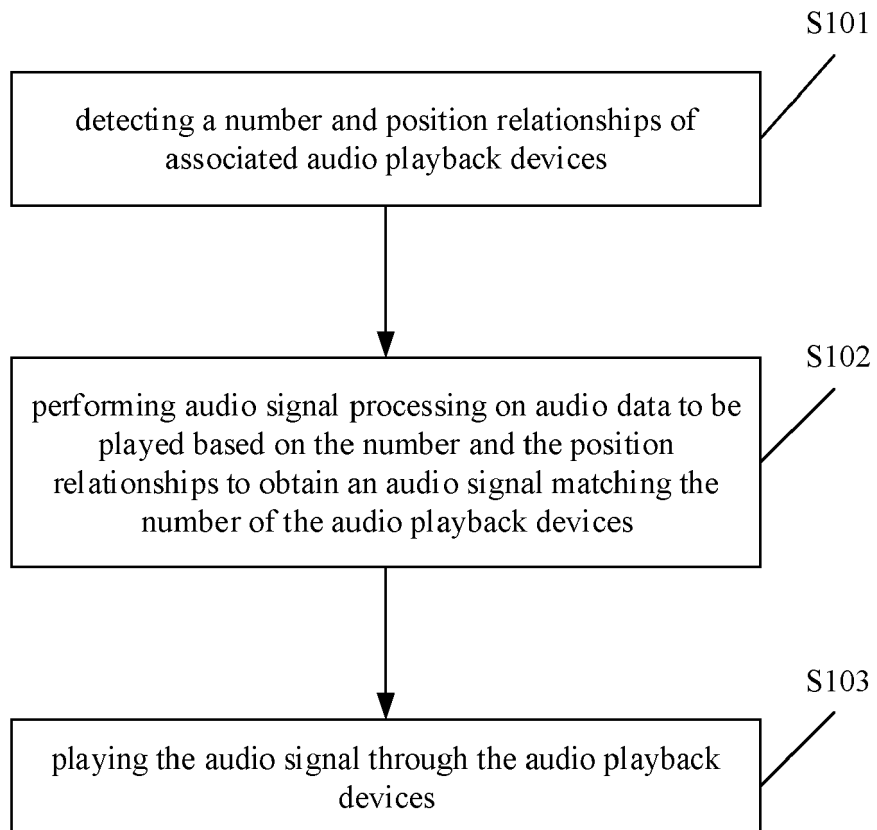 S101
detecting a number and position relationships of
associated audio playback devices
S102
performing audio signal processing on audio data to be
played based on the number and the position
relationships to obtain an audio signal matching the
number of the audio playback devices
S103
playing the audio signal through the audio playback
devices